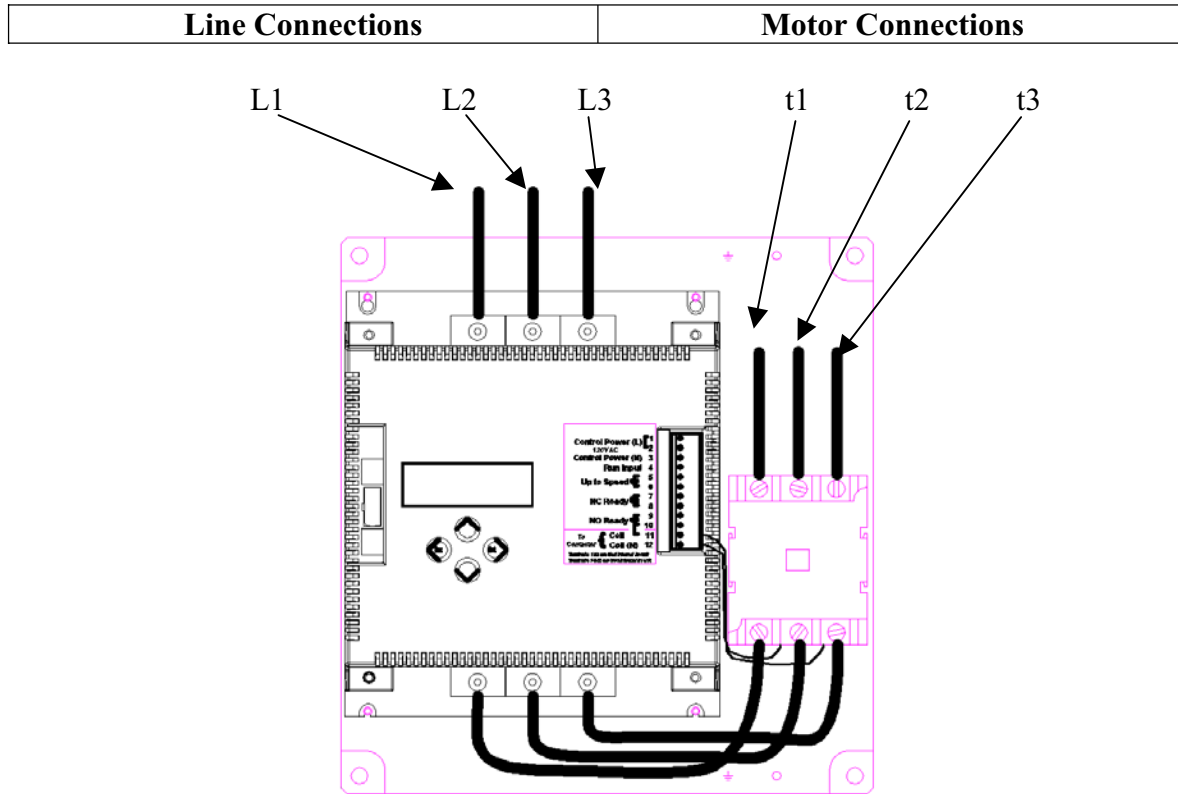 Line Connections Motor Connections
L1 L2 L3 t1 t2 t3
Control Power (L) 1
120VAC 2
Control Power (N) 3
Run Input 4
Up to Speed 5
6
NC Ready 7
8
NO Ready 9
10
To Coil 11
Coil (N) 12